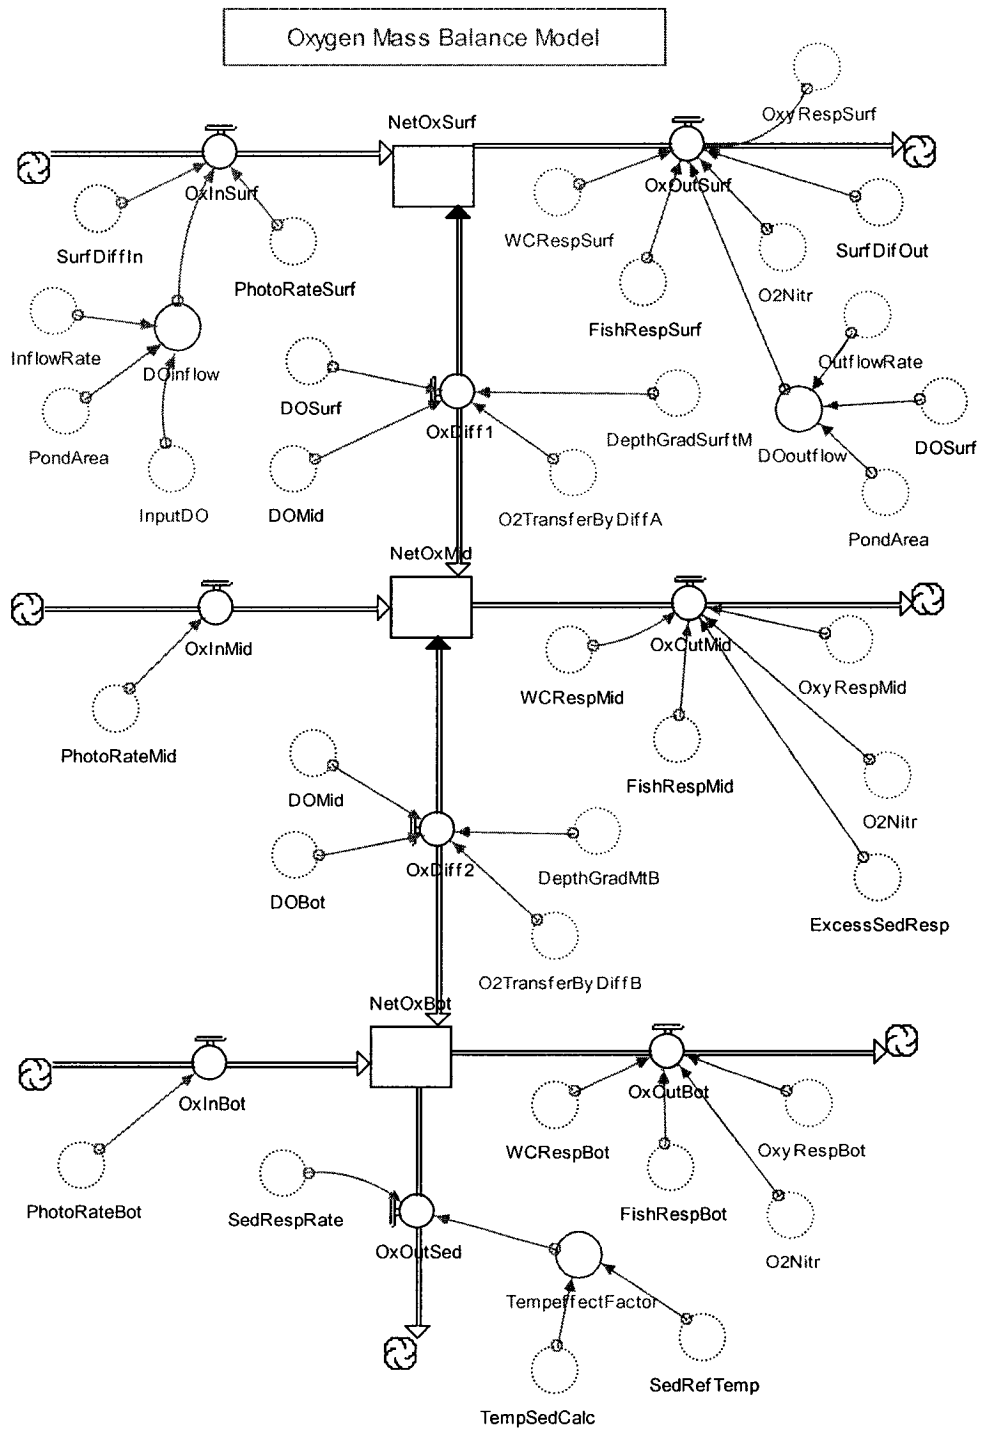 Oxygen Mass Balance Model
OxyRespSurf
NetOxSurf
OxInSurf
OxOutSurf
SurfDiffIn
PhotoRateSurf
WCRespSurf
SurfDifOut
O2Nitr
FishRespSurf
InflowRate
DOinflow
OutflowRate
DOSurf
OxDiff1
DepthGradSurftM
DOoutflow
DOSurf
PondArea
InputDO
DOMid
O2TransferByDiffA
PondArea
NetOxMid
OxInMid
OxOutMid
WCRespMid
OxyRespMid
PhotoRateMid
FishRespMid
DOMid
O2Nitr
OxDiff2
DepthGradMtB
DOBot
ExcessSedResp
O2TransferByDiffB
NetOxBot
OxInBot
OxOutBot
WCRespBot
OxyRespBot
PhotoRateBot
SedRespRate
FishRespBot
OxOutSed
O2Nitr
TempeffectFactor
SedRefTemp
TempSedCalc